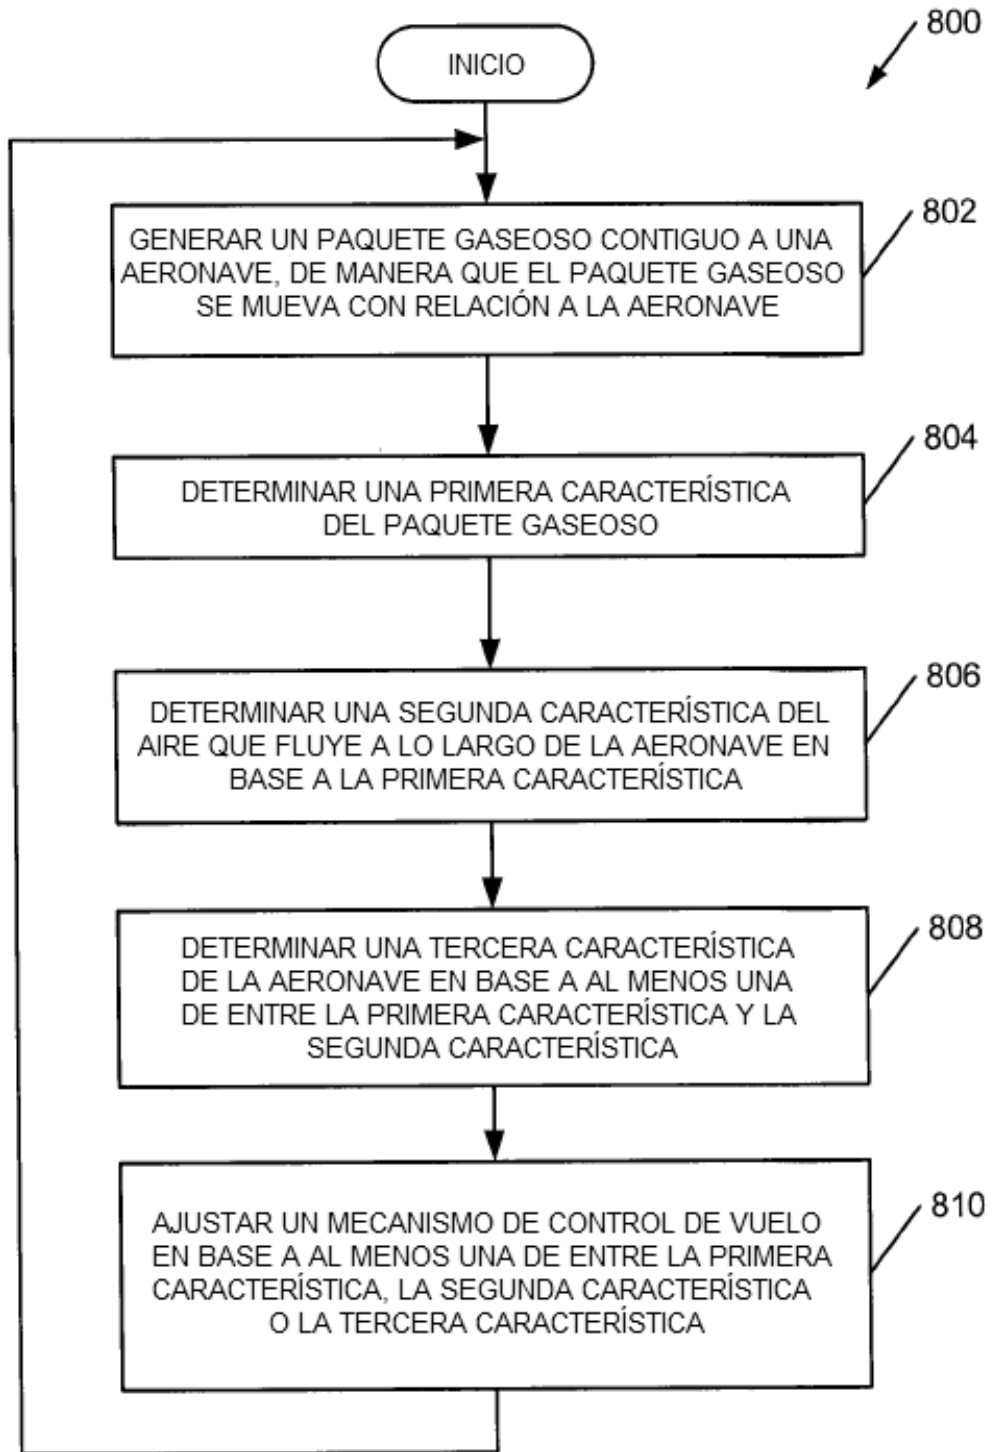 800
INICIO
802
GENERAR UN PAQUETE GASEOSO CONTIGUO A UNA
AERONAVE, DE MANERA QUE EL PAQUETE GASEOSO
SE MUEVA CON RELACIÓN A LA AERONAVE
804
DETERMINAR UNA PRIMERA CARACTERÍSTICA
DEL PAQUETE GASEOSO
806
DETERMINAR UNA SEGUNDA CARACTERÍSTICA DEL
AIRE QUE FLUYE A LO LARGO DE LA AERONAVE EN
BASE A LA PRIMERA CARACTERÍSTICA
808
DETERMINAR UNA TERCERA CARACTERÍSTICA
DE LA AERONAVE EN BASE A AL MENOS UNA
DE ENTRE LA PRIMERA CARACTERÍSTICA Y LA
SEGUNDA CARACTERÍSTICA
810
AJUSTAR UN MECANISMO DE CONTROL DE VUELO
EN BASE A AL MENOS UNA DE ENTRE LA PRIMERA
CARACTERÍSTICA, LA SEGUNDA CARACTERÍSTICA
O LA TERCERA CARACTERÍSTICA